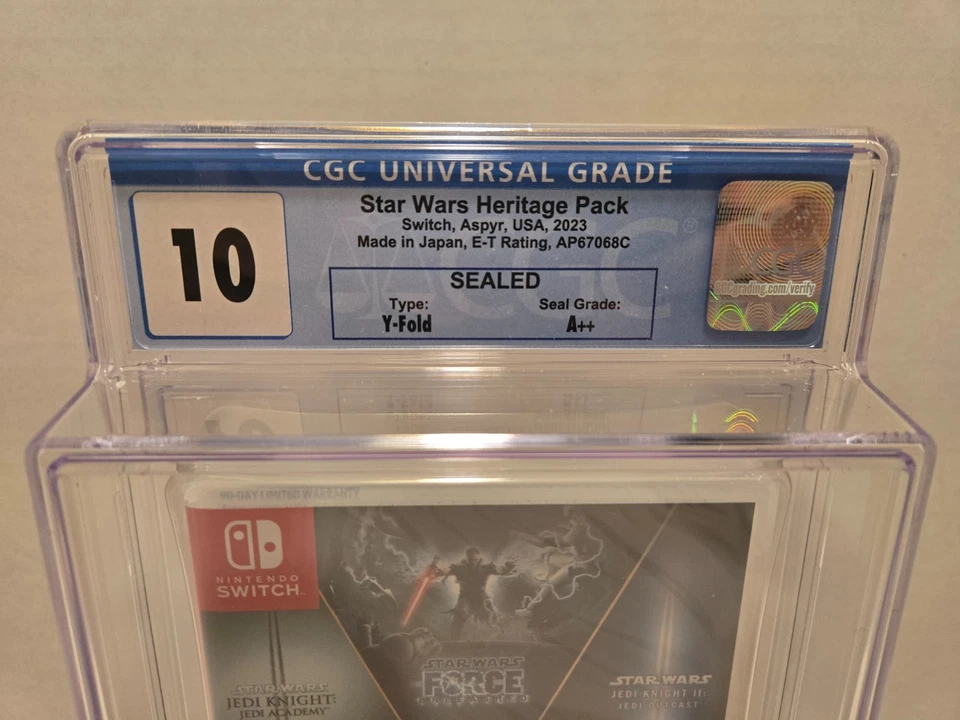 CGC UNIVERSAL GRADE
10
Star Wars Heritage Pack
Switch, Aspyr, USA, 2023
Made in Japan, E-T Rating, AP67068C
SEALED
Type:
Y-Fold
Seal Grade:
A++
CGCgrading.com/verify
CGC
LIMITED WARRANTY
NINTENDO
SWITCH
STAR WARS
JEDI KNIGHT:
JEDI ACADEMY
STAR WARS
FORCE
UNLEASHED
STAR WARS
JEDI KNIGHT II:
JEDI OUTCAST